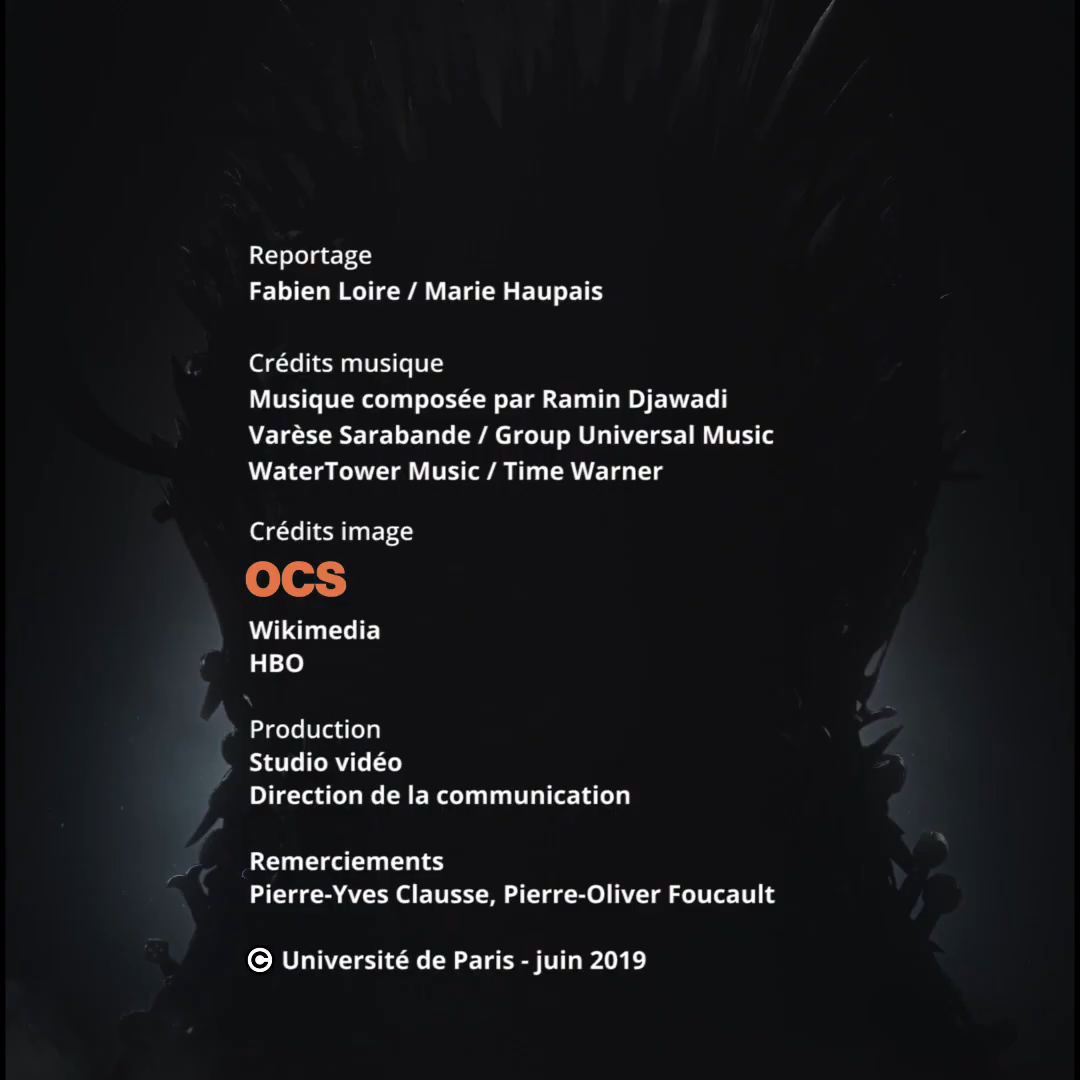 Reportage
Fabien Loire / Marie Haupais
Crédits musique
Musique composée par Ramin Djawadi
Varèse Sarabande / Group Universal Music
WaterTower Music / Time Warner
Crédits image
OCS
Wikimedia
HBO
Production
Studio vidéo
Direction de la communication
Remerciements
Pierre-Yves Clausse, Pierre-Oliver Foucault
© Université de Paris - juin 2019